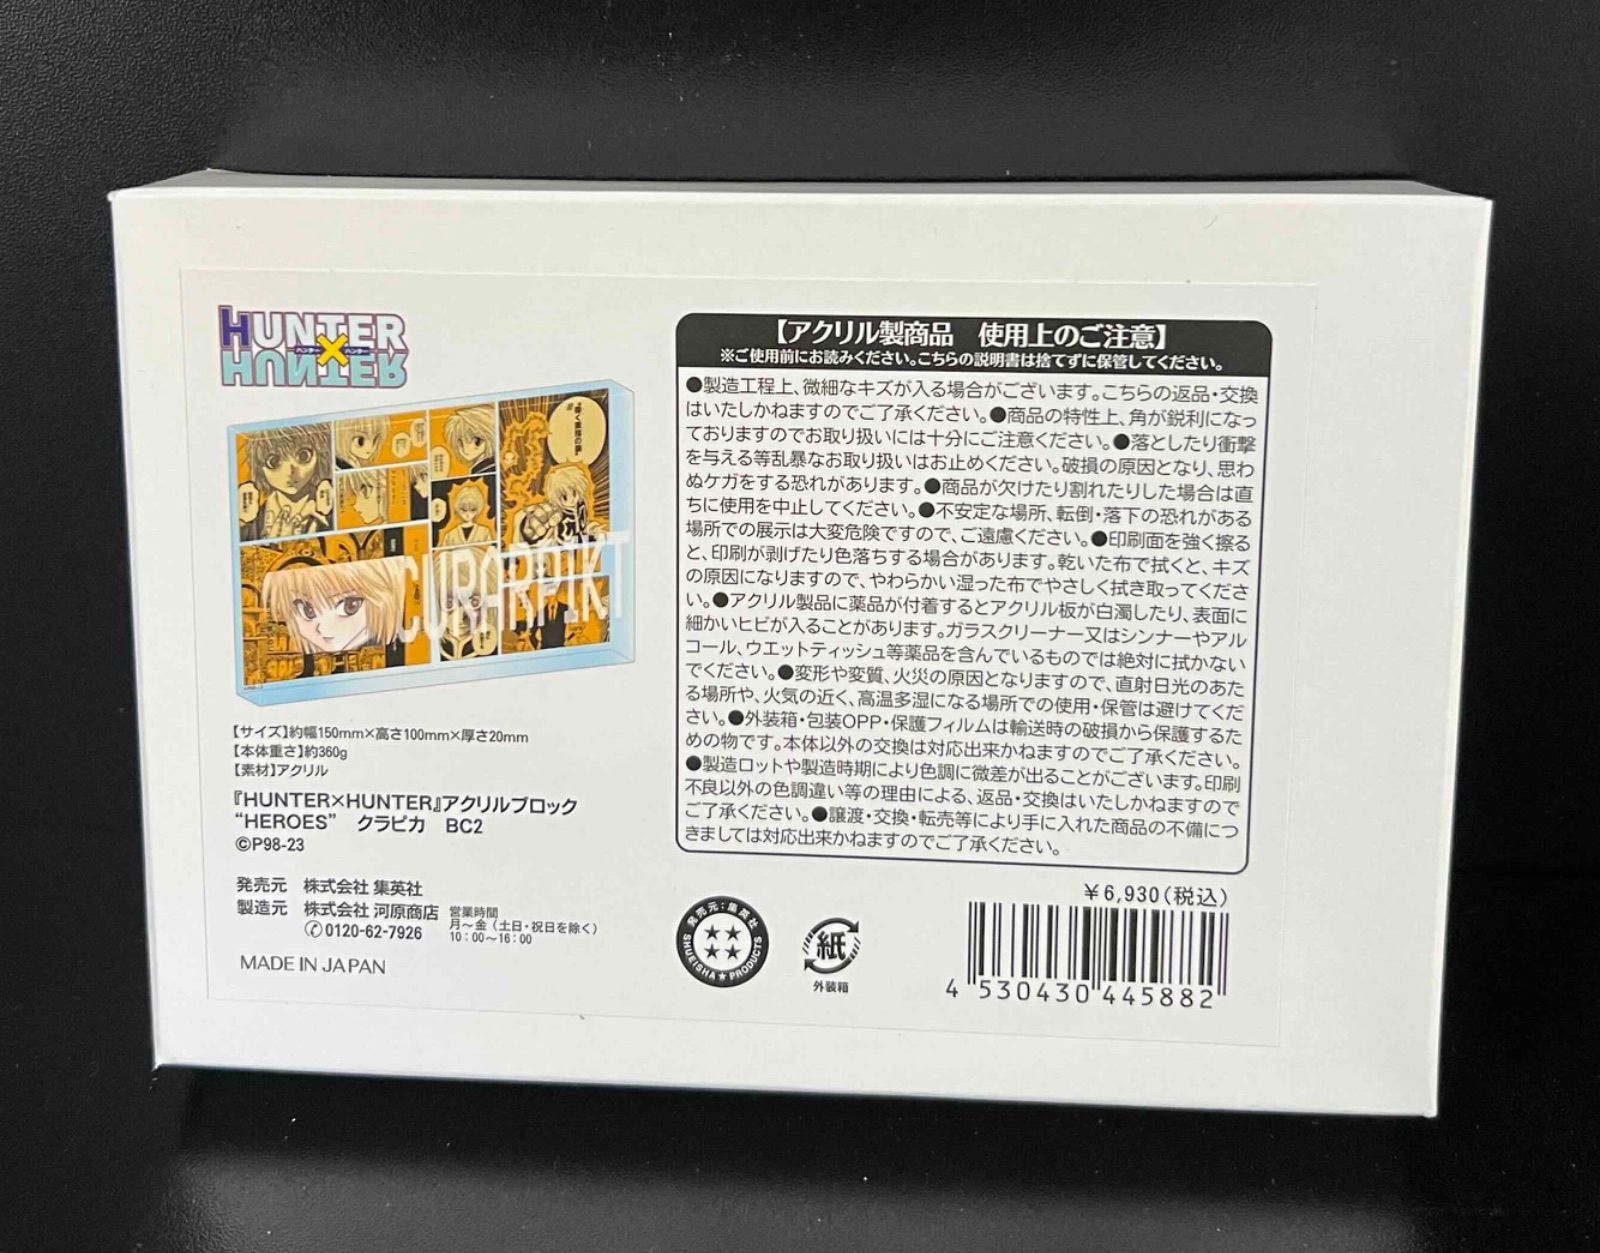 HUNTER
ハンター×ハンター
HUNTER
CURARPIKT
【サイズ】約幅150mm×高さ100mm×厚さ20mm
【本体重さ】約360g
【素材】アクリル
『HUNTER×HUNTER』アクリルブロック
“HEROES”　クラピカ　BC2
©P98-23
発売元　株式会社 集英社
製造元　株式会社 河原商店
0120-62-7926
営業時間
月～金（土日・祝日を除く）
10：00～16：00
MADE IN JAPAN
【アクリル製商品　使用上のご注意】
※ご使用前にお読みください。こちらの説明書は捨てずに保管してください。
●製造工程上、微細なキズが入る場合がございます。こちらの返品・交換
はいたしかねますのでご了承ください。●商品の特性上、角が鋭利になっ
ておりますのでお取り扱いには十分にご注意ください。●落としたり衝撃
を与える等乱暴なお取り扱いはお止めください。破損の原因となり、思わ
ぬケガをする恐れがあります。●商品が欠けたり割れたりした場合は直
ちに使用を中止してください。●不安定な場所、転倒・落下の恐れがある
場所での展示は大変危険ですので、ご遠慮ください。●印刷面を強く擦る
と、印刷が剥げたり色落ちする場合があります。乾いた布で拭くと、キズ
の原因になりますので、やわらかい湿った布でやさしく拭き取ってくださ
い。●アクリル製品に薬品が付着するとアクリル板が白濁したり、表面に
細かいヒビが入ることがあります。ガラスクリーナー又はシンナーやアル
コール、ウエットティッシュ等薬品を含んでいるものでは絶対に拭かない
でください。●変形や変質、火災の原因となりますので、直射日光のあた
る場所や、火気の近く、高温多湿になる場所での使用・保管は避けてくだ
さい。●外装箱・包装OPP・保護フィルムは輸送時の破損から保護するた
めの物です。本体以外の交換は対応出来かねますのでご了承ください。
●製造ロットや製造時期により色調に微差が出ることがございます。印刷
不良以外の色調違い等の理由による、返品・交換はいたしかねますので
ご了承ください。●譲渡・交換・転売等により手に入れた商品の不備につ
きましては対応出来かねますのでご了承ください。
発売元：集英社
SHUEISHA★PRODUCTS
紙
外装箱
￥6,930（税込）
4 530430 445882